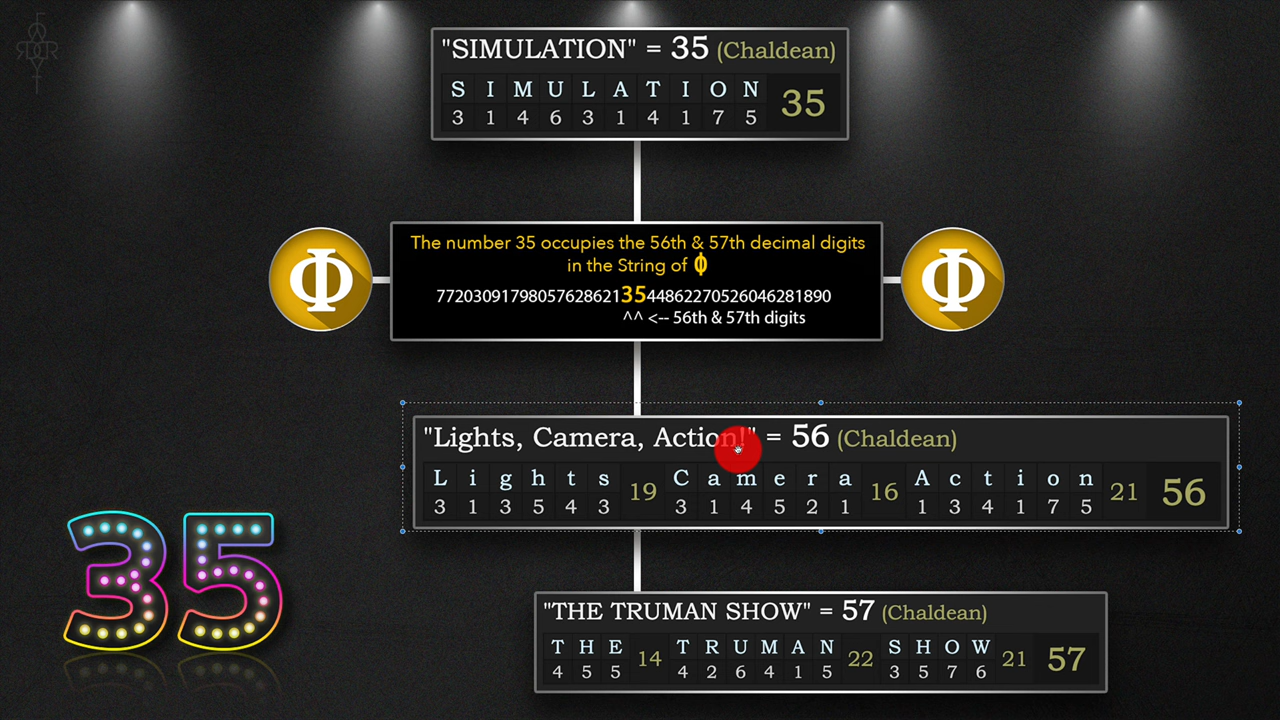 "SIMULATION" = 35 (Chaldean)
S I M U L A T I O N 35
3 1 4 6 3 1 4 1 7 5
The number 35 occupies the 56th & 57th decimal digits
in the String of ϕ
Φ
Φ
77203091798057628621354486227052604628 1890
^^ <-- 56th & 57th digits
"Lights, Camera, Action!" = 56 (Chaldean)
L i g h t s 19 C a m e r a 16 A c t i o n 21 56
3 1 3 5 4 3 3 1 4 5 2 1 1 3 4 1 7 5
35
"THE TRUMAN SHOW" = 57 (Chaldean)
T H E 14 T R U M A N 22 S H O W 21 57
4 5 5 4 2 6 4 1 5 3 5 7 6